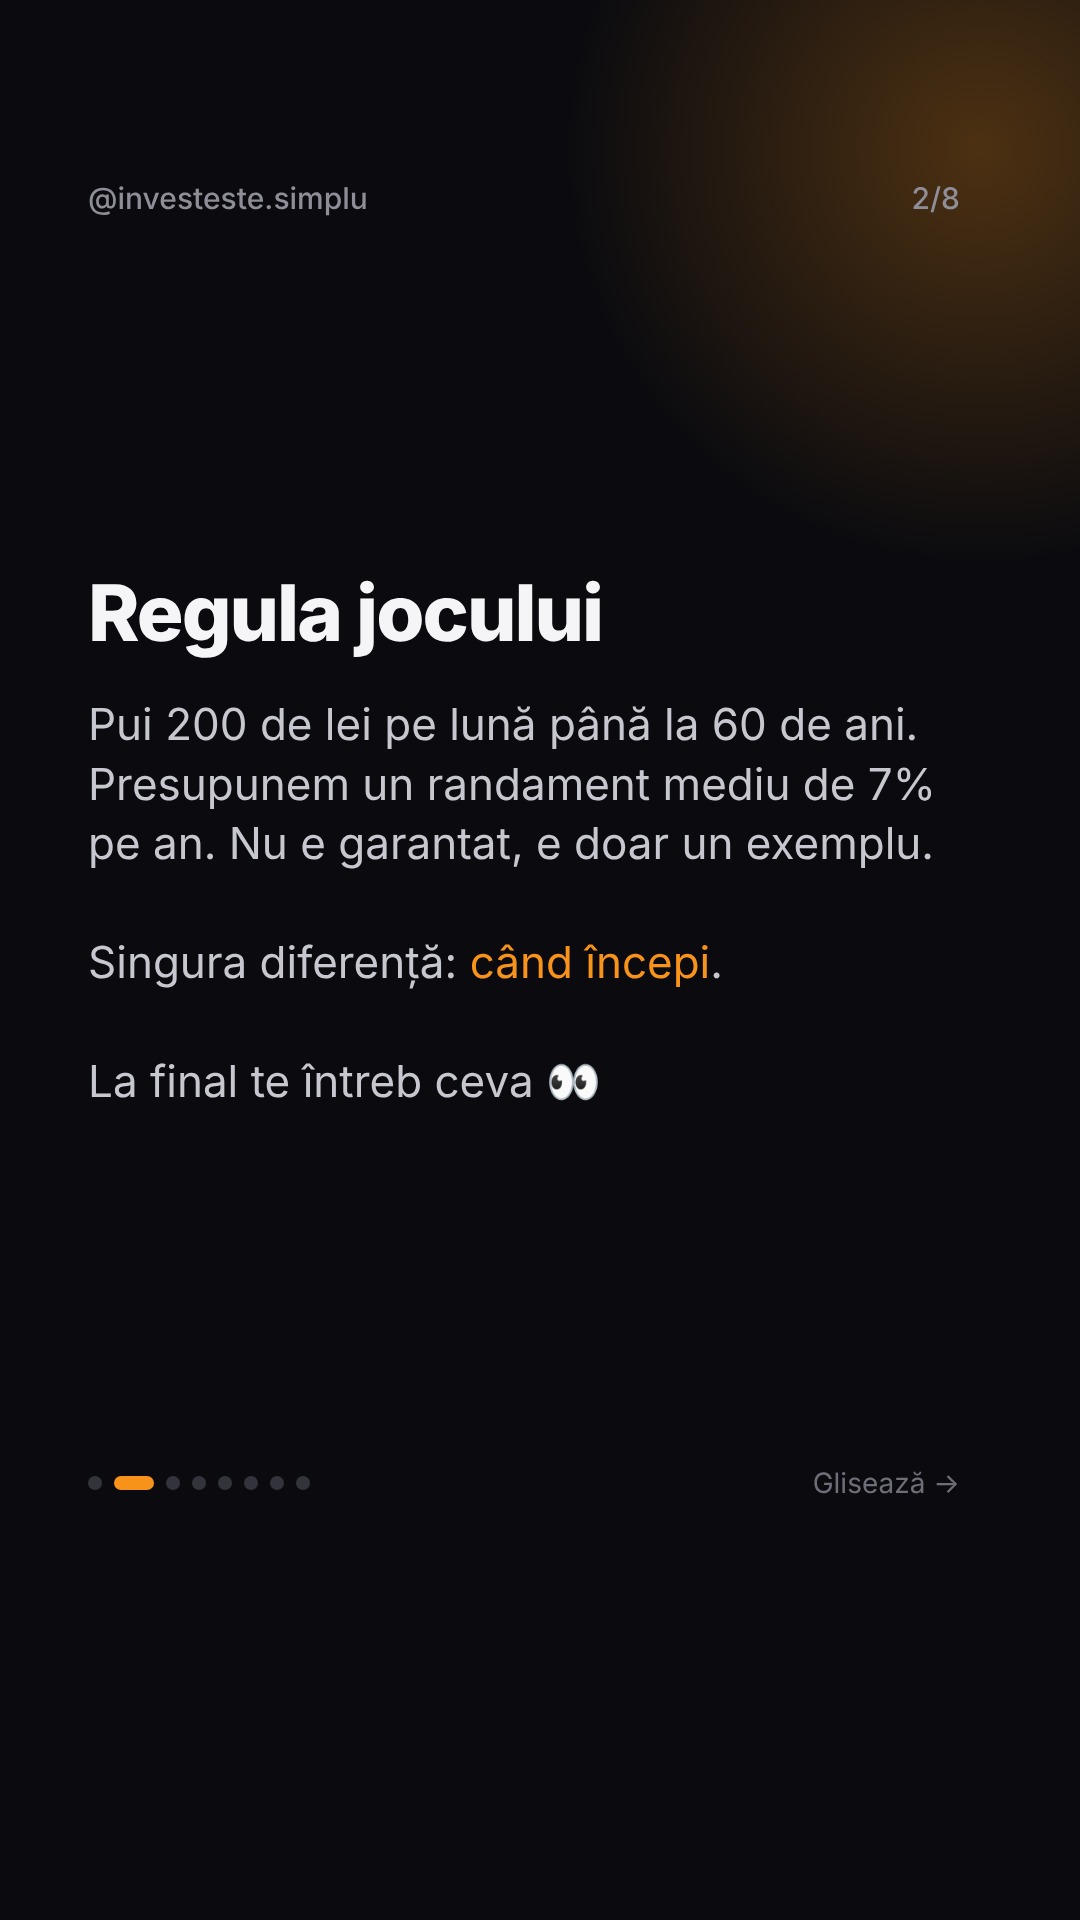 @investeste.simplu
2/8
Regula jocului
Pui 200 de lei pe lună până la 60 de ani.
Presupunem un randament mediu de 7%
pe an. Nu e garantat, e doar un exemplu.
Singura diferență: când începi.
La final te întreb ceva 👀
Glisează →